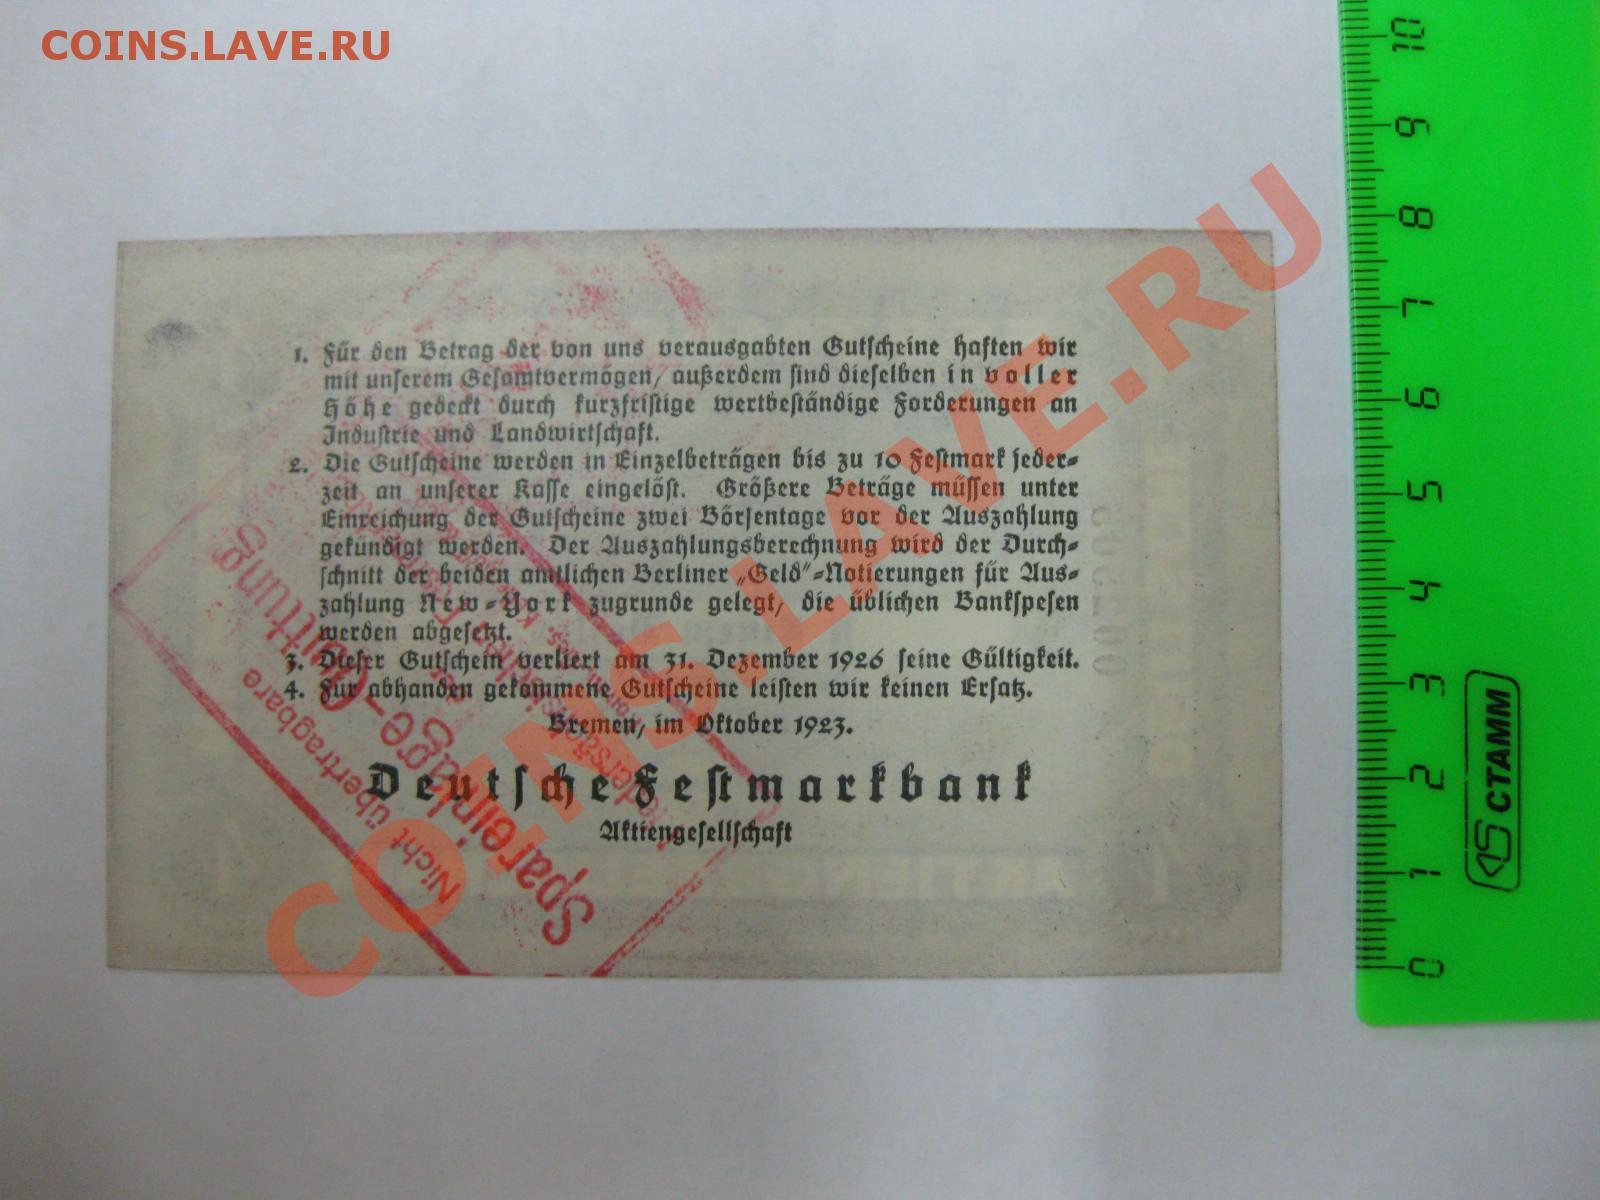 COINS.LAVE.RU
1. Für den Betrag der von uns verausgabten Gutscheine haften wir
mit unserem Gesamtvermögen, außerdem sind dieselben in voller
Höhe gedeckt durch kurzfristige wertbeständige Forderungen an
Industrie und Landwirtschaft.
2. Die Gutscheine werden in Einzelbeträgen bis zu 10 Festmark jeder-
zeit an unserer Kasse eingelöst. Größere Beträge müssen unter
Einreichung der Gutscheine zwei Börsentage vor der Auszahlung
gekündigt werden. Der Auszahlungsberechnung wird der Durch-
schnitt der beiden amtlichen Berliner „Geld"-Notierungen für Aus-
zahlung New-York zugrunde gelegt, die üblichen Bankspesen
werden abgesetzt.
3. Dieser Gutschein verliert am 31. Dezember 1926 seine Gültigkeit.
4. Für abhanden gekommene Gutscheine leisten wir keinen Ersatz.
Bremen, im Oktober 1923.
Deutsche Festmarkbank
Aktiengesellschaft
Nicht übertragbare
Spareinlage-Quittung
COINS.LAVE.RU
10
9
8
7
6
5
4
3
2
1
0
СТАММ